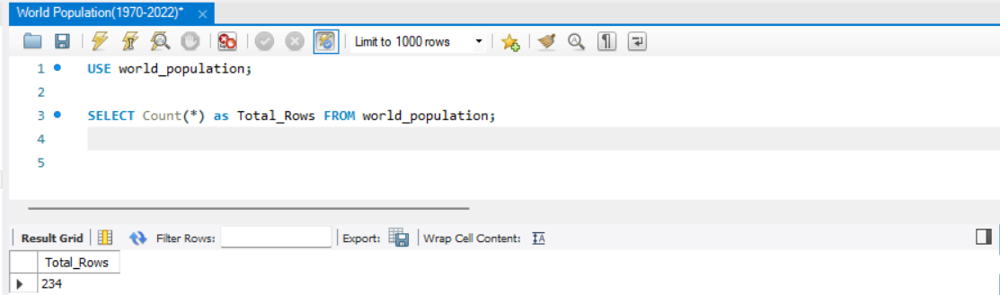 World Population(1970-2022)*
Limit to 1000 rows
1 USE world_population;
2
3 SELECT Count(*) as Total_Rows FROM world_population;
4
5
Result Grid Filter Rows: Export: Wrap Cell Content:
Total_Rows
234